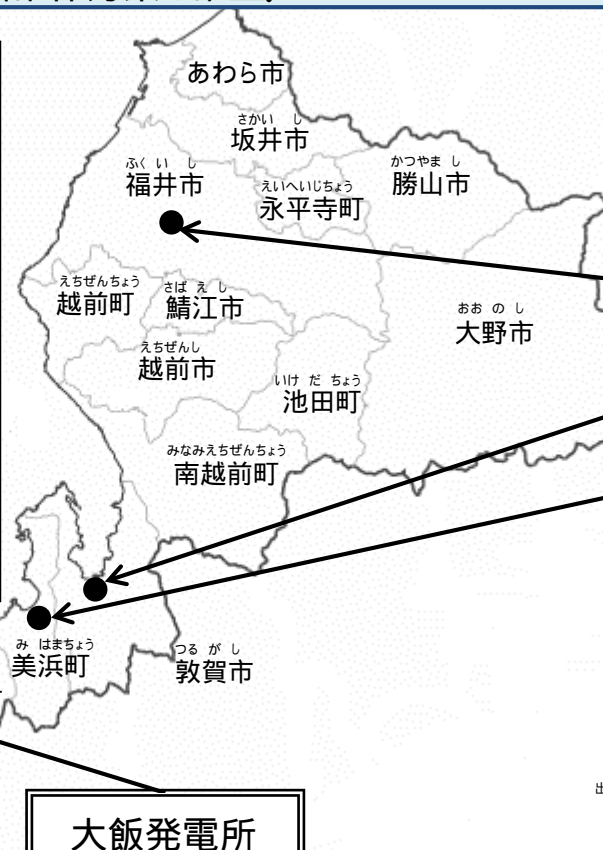 あわら市
さかい し
坂井市
ふく い し
福井市
えいへいじちょう
永平寺町
かつやま し
勝山市
えちぜんちょう
越前町
さば え し
鯖江市
おお の し
大野市
えちぜんし
越前市
いけ だ ちょう
池田町
みなみえちぜんちょう
南越前町
み はまちょう
美浜町
つる が し
敦賀市
出
大飯発電所